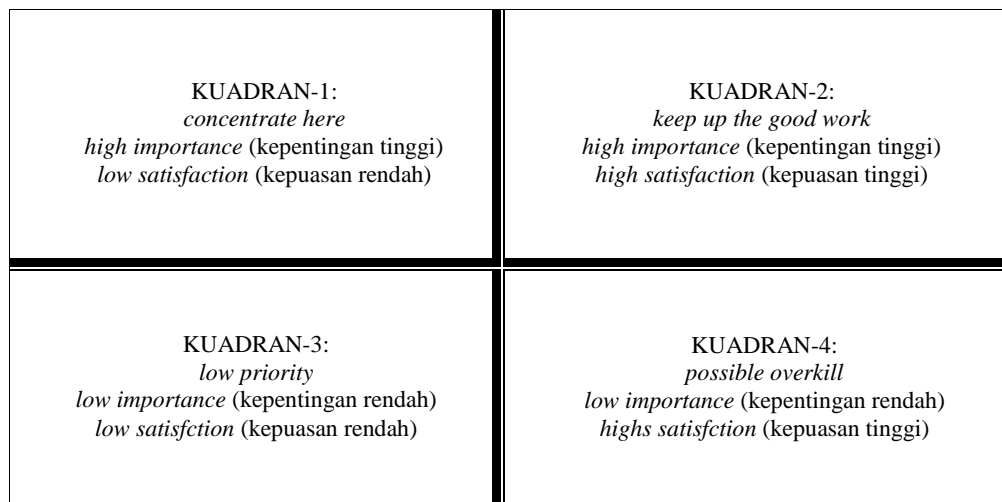 KUADRAN-1:
concentrate here
high importance (kepentingan tinggi)
low satisfaction (kepuasan rendah)
KUADRAN-2:
keep up the good work
high importance (kepentingan tinggi)
high satisfaction (kepuasan tinggi)
KUADRAN-3:
low priority
low importance (kepentingan rendah)
low satisfction (kepuasan rendah)
KUADRAN-4:
possible overkill
low importance (kepentingan rendah)
highs satisfction (kepuasan tinggi)